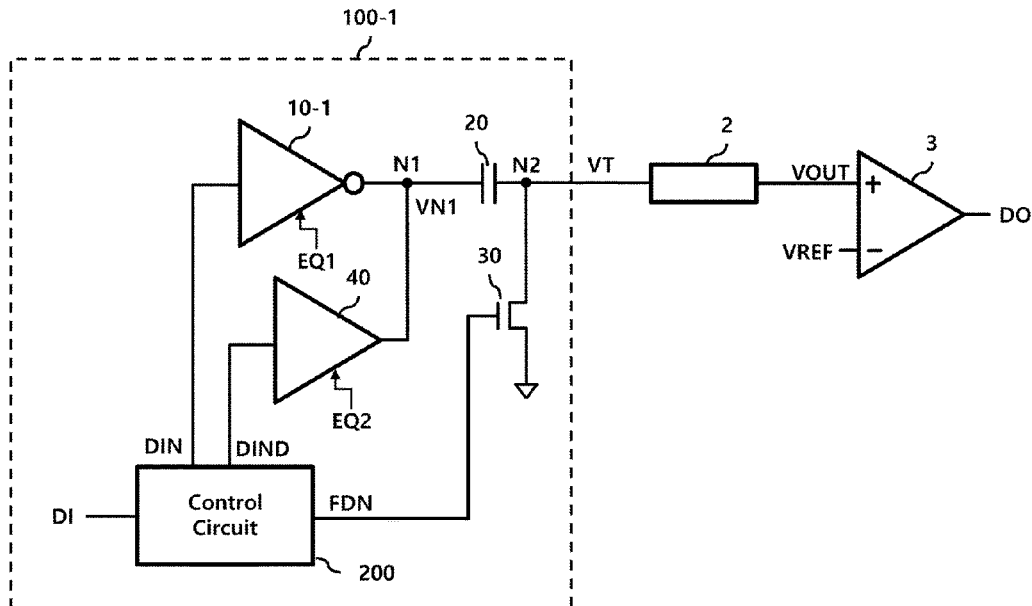 100-1
10-1
20
N1
N2
VT
2
VOUT
3
+
DO
VN1
VREF
−
EQ1
30
40
EQ2
DIN
DIND
FDN
DI
Control
Circuit
200